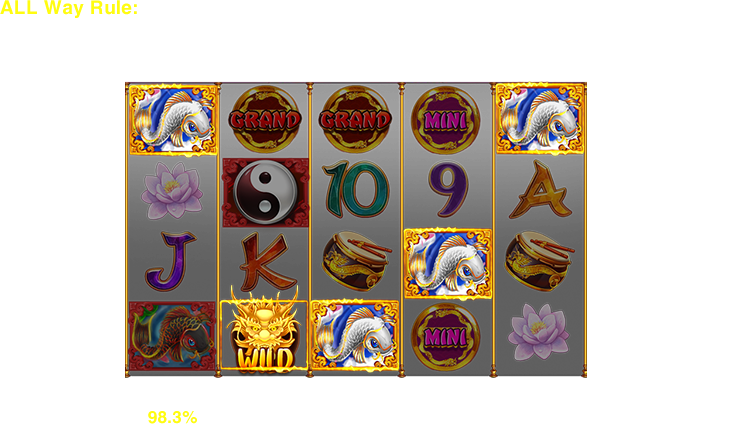 ALL Way Rule:
GRAND GRAND MINI
10 9 A
J K
WILD MINI
98.3%